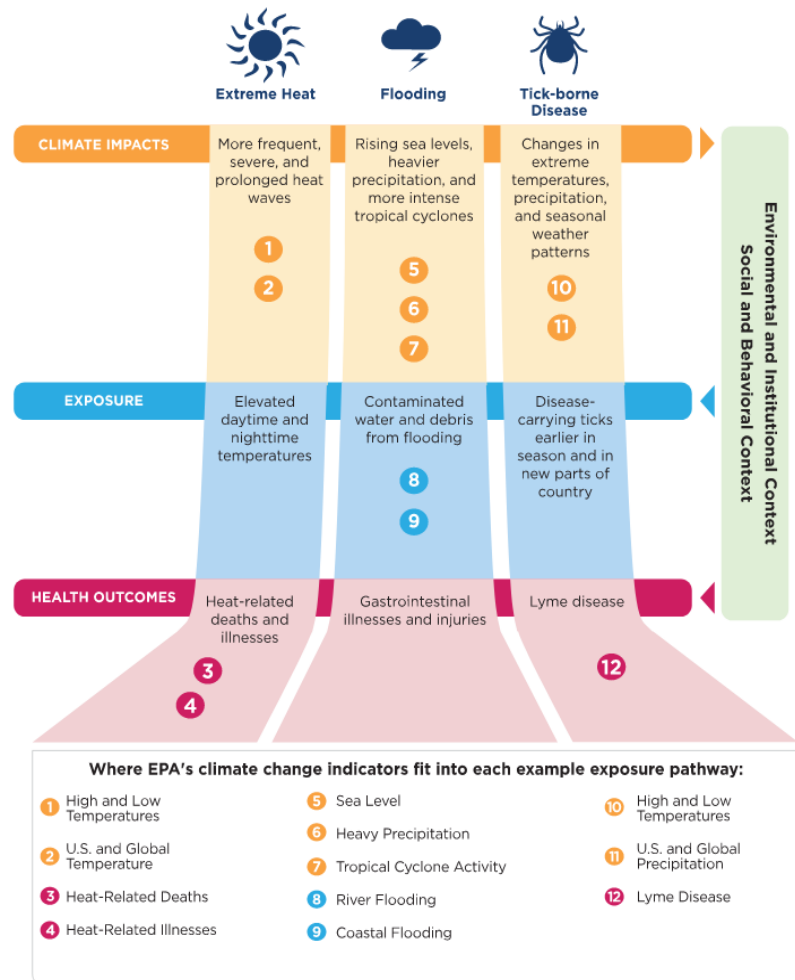 Extreme Heat
Flooding
Tick-borne
Disease
CLIMATE IMPACTS
More frequent,
severe, and
prolonged heat
waves
1
2
Rising sea levels,
heavier
precipitation, and
more intense
tropical cyclones
5
6
7
Changes in
extreme
temperatures,
precipitation,
and seasonal
weather
patterns
10
11
EXPOSURE
Elevated
daytime and
nighttime
temperatures
Contaminated
water and debris
from flooding
8
9
Disease-
carrying ticks
earlier in
season and in
new parts of
country
HEALTH OUTCOMES
Heat-related
deaths and
illnesses
3
4
Gastrointestinal
illnesses and injuries
Lyme disease
12
Environmental and Institutional Context
Social and Behavioral Context
Where EPA's climate change indicators fit into each example exposure pathway:
1 High and Low
Temperatures
2 U.S. and Global
Temperature
3 Heat-Related Deaths
4 Heat-Related Illnesses
5 Sea Level
6 Heavy Precipitation
7 Tropical Cyclone Activity
8 River Flooding
9 Coastal Flooding
10 High and Low
Temperatures
11 U.S. and Global
Precipitation
12 Lyme Disease